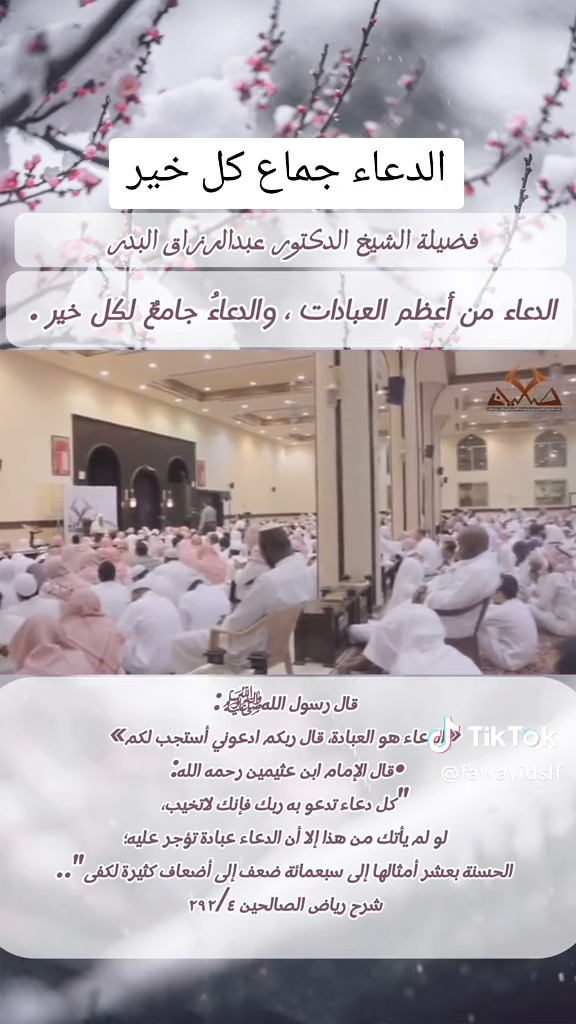 الدعاء جماع كل خير
فضيلة الشيخ الدكتور عبدالرزاق البدر
الدعاء من أعظم العبادات ، والدعاءُ جامعٌ لكل خير .
قال رسول الله ﷺ :
«الدعاء هو العبادة، قال ربكم ادعوني أستجب لكم»
•قال الإمام ابن عثيمين رحمه الله:
"كل دعاء تدعو به ربك فإنك لاتخيب،
لو لم يأتك من هذا إلا أن الدعاء عبادة تؤجر عليه؛
الحسنة بعشر أمثالها إلى سبعمائة ضعف إلى أضعاف كثيرة لكفى"..
شرح رياض الصالحين ٢٩٢/٤
TikTok
@fawayidslf